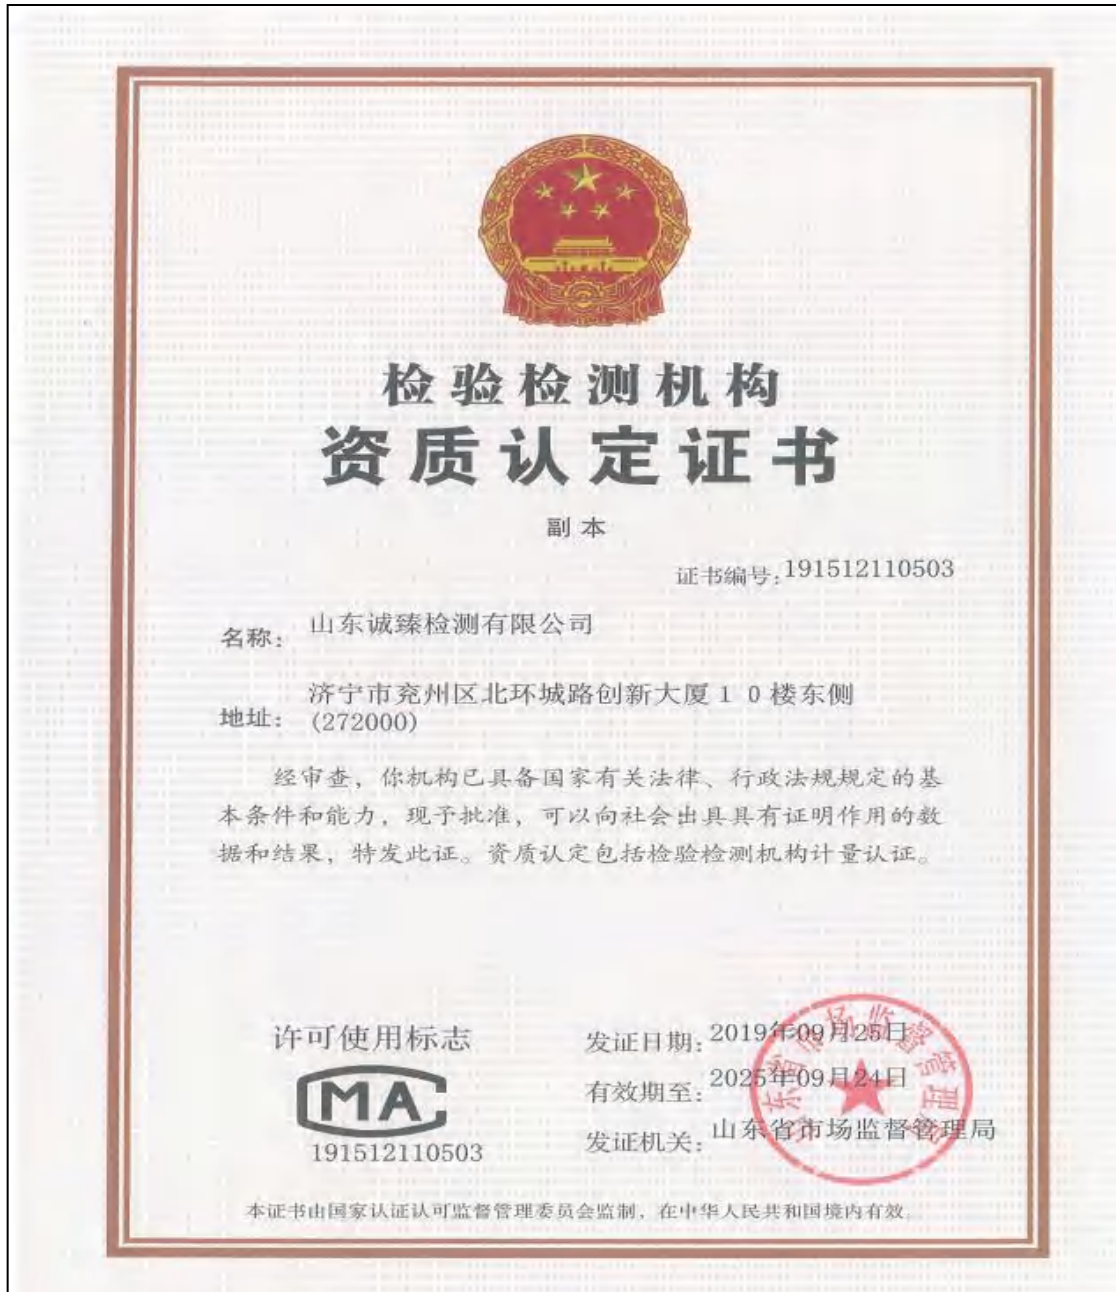 检验检测机构
资质认定证书
副本
证书编号:191512110503
名称: 山东诚臻检测有限公司
地址: 济宁市兖州区北环城路创新大厦10楼东侧
(272000)
经审查，你机构已具备国家有关法律、行政法规规定的基
本条件和能力，现予批准，可以向社会出具具有证明作用的数
据和结果，特发此证。资质认定包括检验检测机构计量认证。
许可使用标志
MA
191512110503
发证日期: 2019年09月25日
有效期至: 2025年09月24日
发证机关: 山东省市场监督管理局
山东省市场监督管理局
本证书由国家认证认可监督管理委员会监制，在中华人民共和国境内有效。